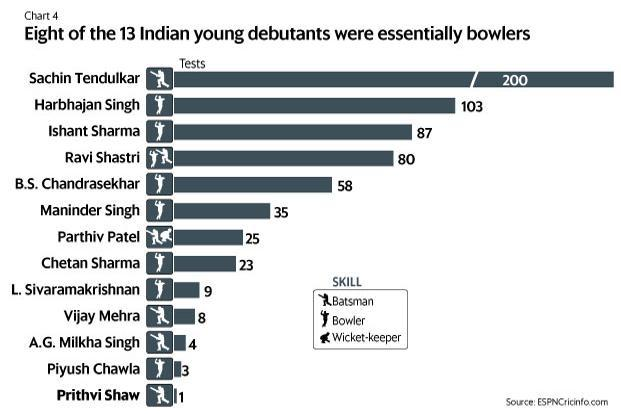 Chart 4
Eight of the 13 Indian young debutants were essentially bowlers
Tests
Sachin Tendulkar 200
Harbhajan Singh 103
Ishant Sharma 87
Ravi Shastri 80
B.S. Chandrasekhar 58
Maninder Singh 35
Parthiv Patel 25
Chetan Sharma 23
L. Sivaramakrishnan 9
Vijay Mehra 8
A.G. Milkha Singh 4
Piyush Chawla 3
Prithvi Shaw 1
SKILL
Batsman
Bowler
Wicket-keeper
Source: ESPNCricinfo.com